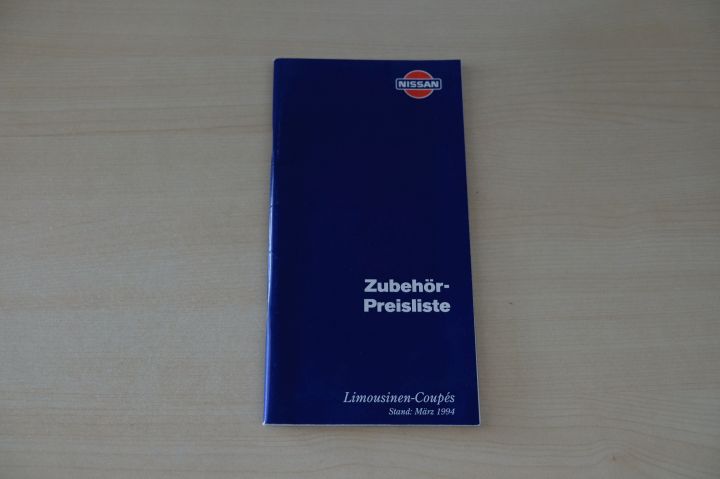 NISSAN
Zubehör-
Preisliste
Limousinen-Coupés
Stand: März 1994